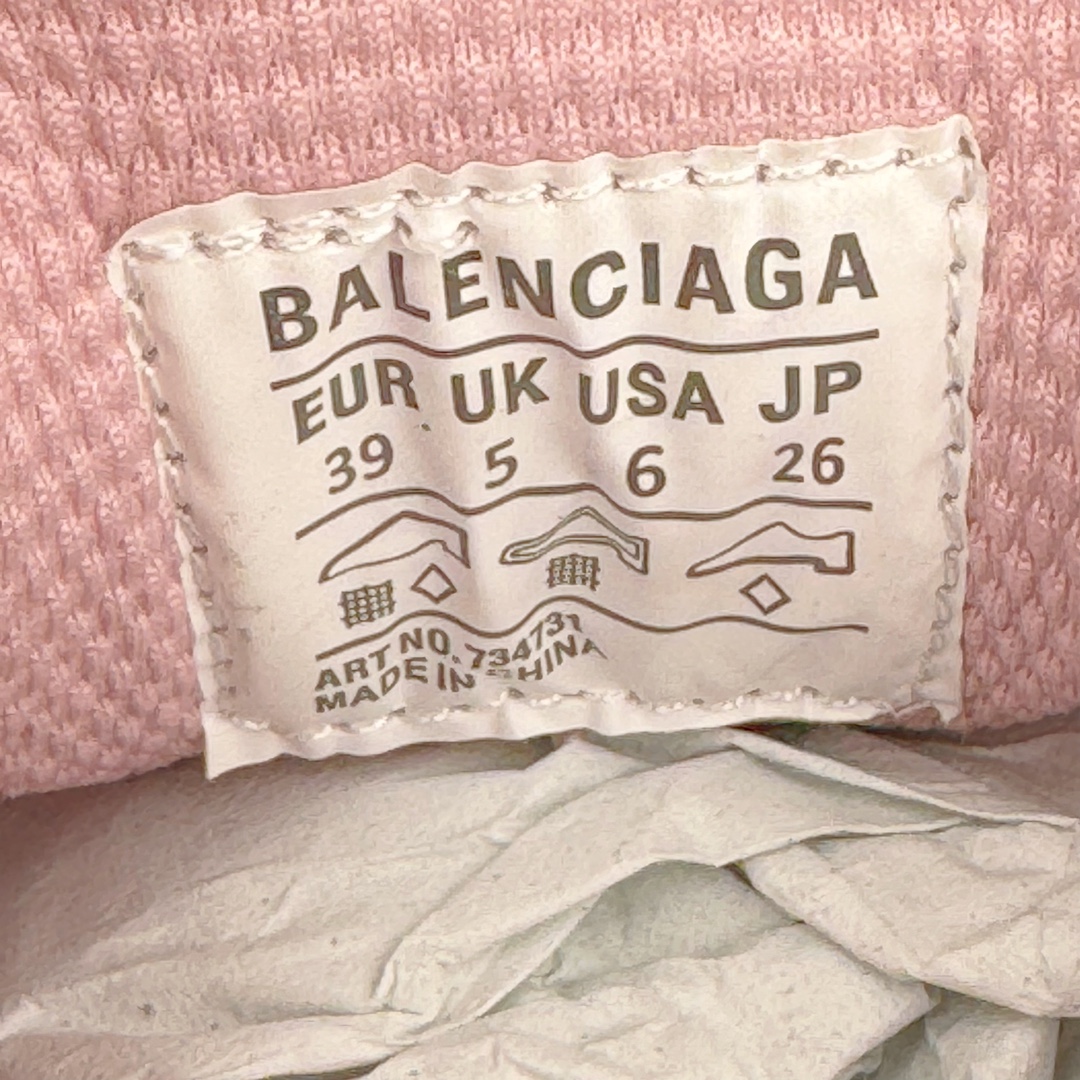 BALENCIAGA
EUR UK USA JP
39 5 6 26
ART NO. 734731
MADE IN CHINA